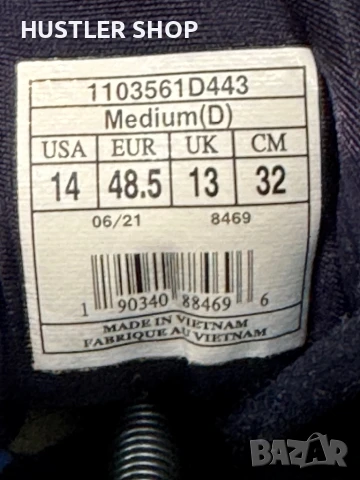 HUSTLER SHOP
1103561D443
Medium(D)
USA EUR UK CM
14 48.5 13 32
06/21 8469
1 90340 88469 6
MADE IN VIETNAM
FABRIQUE AU VIETNAM
BAZAR